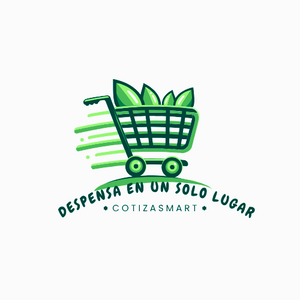 DESPENSA EN UN SOLO LUGAR
• COTIZASMART •